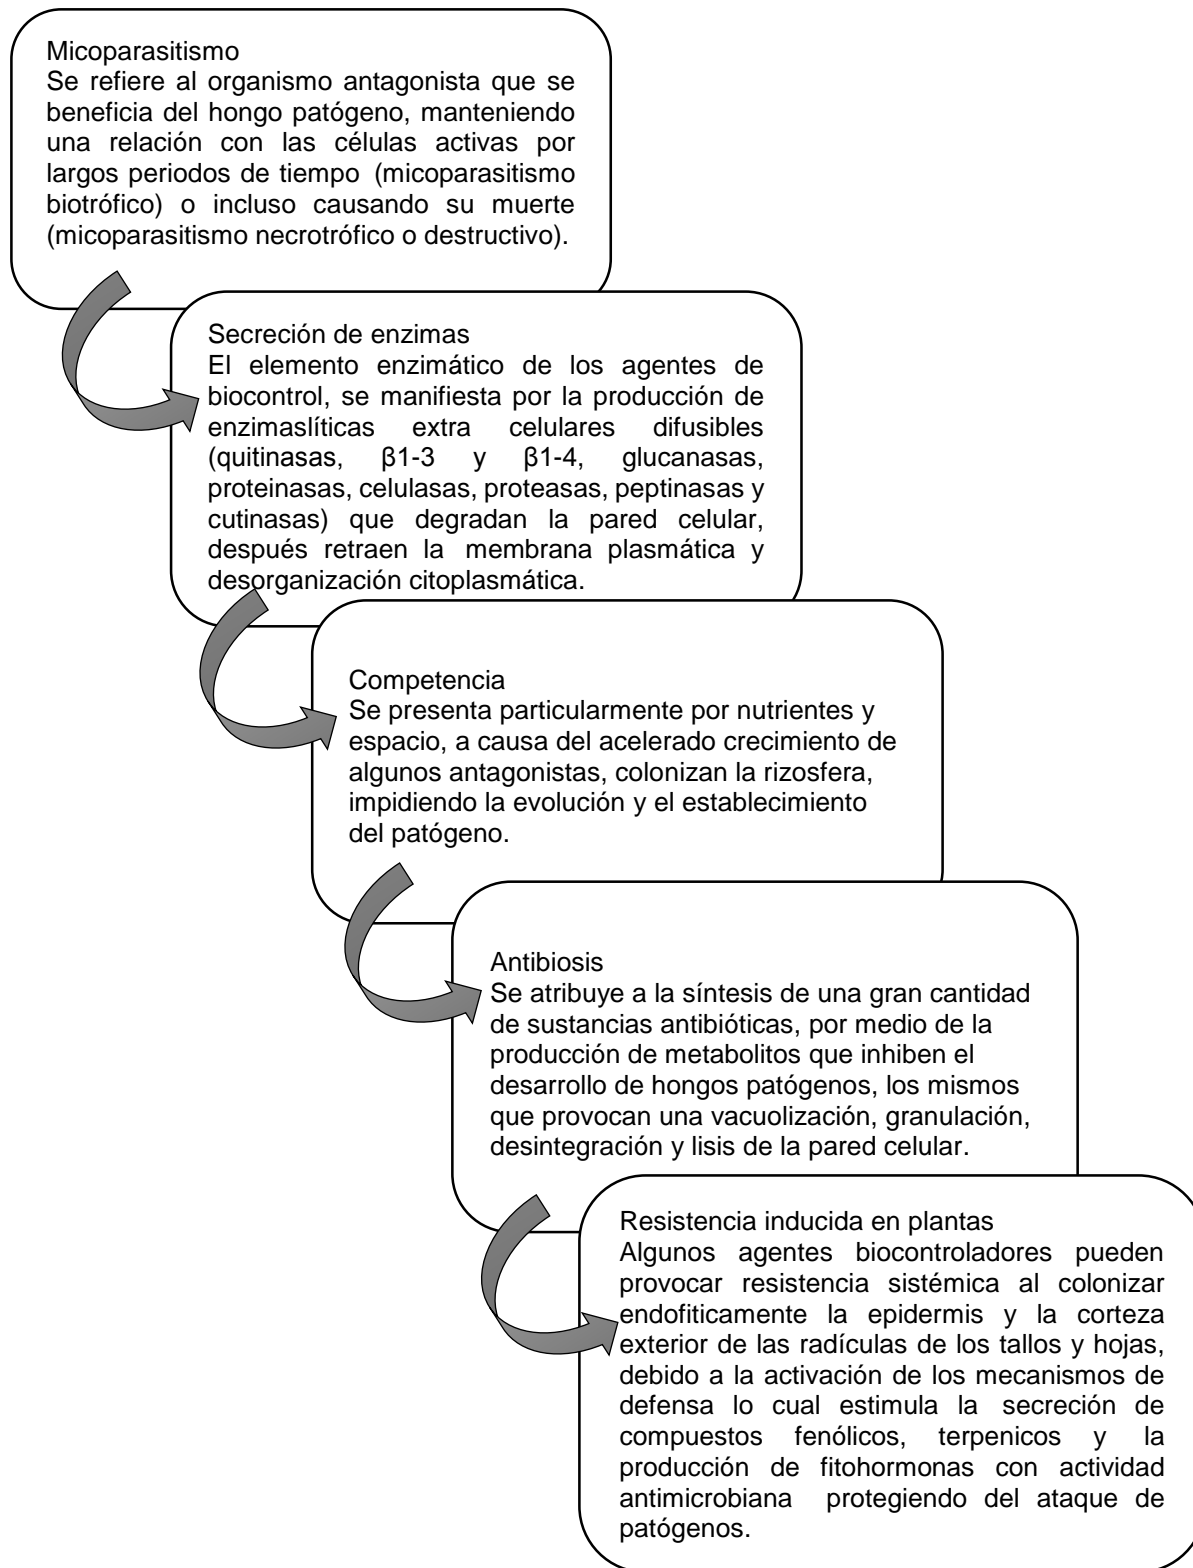 Micoparasitismo
Se refiere al organismo antagonista que se
beneficia del hongo patógeno, manteniendo
una relación con las células activas por
largos periodos de tiempo (micoparasitismo
biotrófico) o incluso causando su muerte
(micoparasitismo necrotrófico o destructivo).
Secreción de enzimas
El elemento enzimático de los agentes de
biocontrol, se manifiesta por la producción de
enzimaslíticas extra celulares difusibles
(quitinasas, β1-3 y β1-4, glucanasas,
proteinasas, celulasas, proteasas, peptinasas y
cutinasas) que degradan la pared celular,
después retraen la membrana plasmática y
desorganización citoplasmática.
Competencia
Se presenta particularmente por nutrientes y
espacio, a causa del acelerado crecimiento de
algunos antagonistas, colonizan la rizosfera,
impidiendo la evolución y el establecimiento
del patógeno.
Antibiosis
Se atribuye a la síntesis de una gran cantidad
de sustancias antibióticas, por medio de la
producción de metabolitos que inhiben el
desarrollo de hongos patógenos, los mismos
que provocan una vacuolización, granulación,
desintegración y lisis de la pared celular.
Resistencia inducida en plantas
Algunos agentes biocontroladores pueden
provocar resistencia sistémica al colonizar
endofiticamente la epidermis y la corteza
exterior de las radículas de los tallos y hojas,
debido a la activación de los mecanismos de
defensa lo cual estimula la secreción de
compuestos fenólicos, terpenicos y la
producción de fitohormonas con actividad
antimicrobiana protegiendo del ataque de
patógenos.